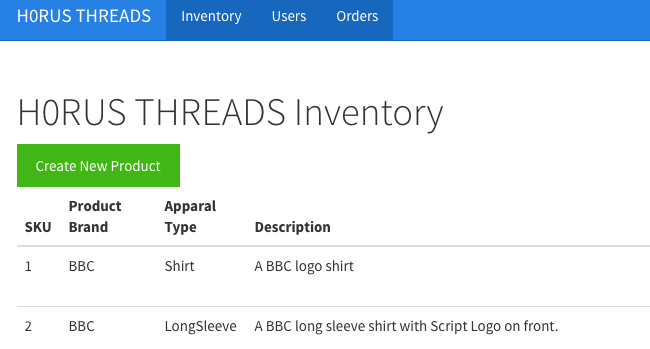 H0RUS THREADS Inventory Users Orders
H0RUS THREADS Inventory
Create New Product
SKU Product Brand Apparal Type Description
1 BBC Shirt A BBC logo shirt
2 BBC LongSleeve A BBC long sleeve shirt with Script Logo on front.